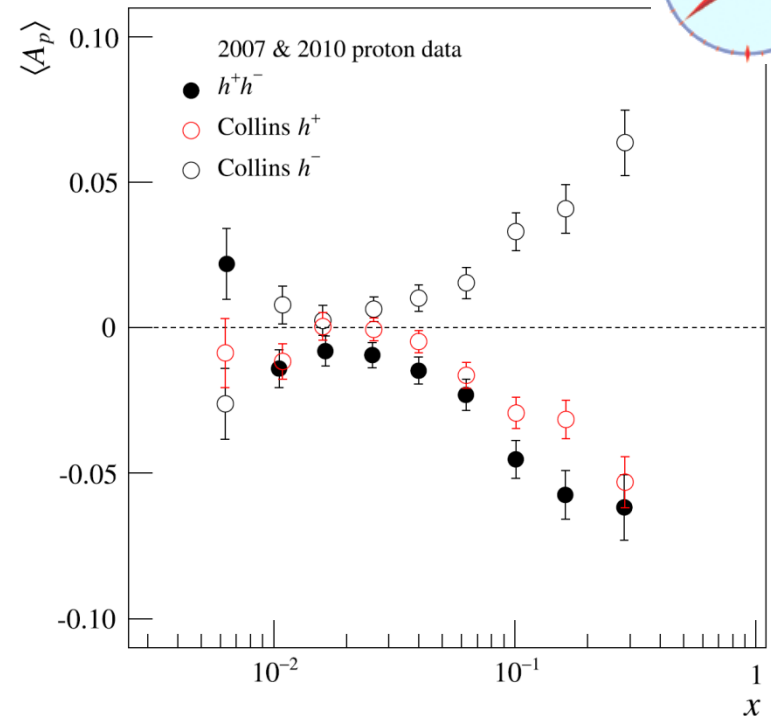 ⟨Aₚ⟩
2007 & 2010 proton data
h⁺h⁻
Collins h⁺
Collins h⁻
0.10
0.05
0
-0.05
-0.10
10⁻²
10⁻¹
1
x